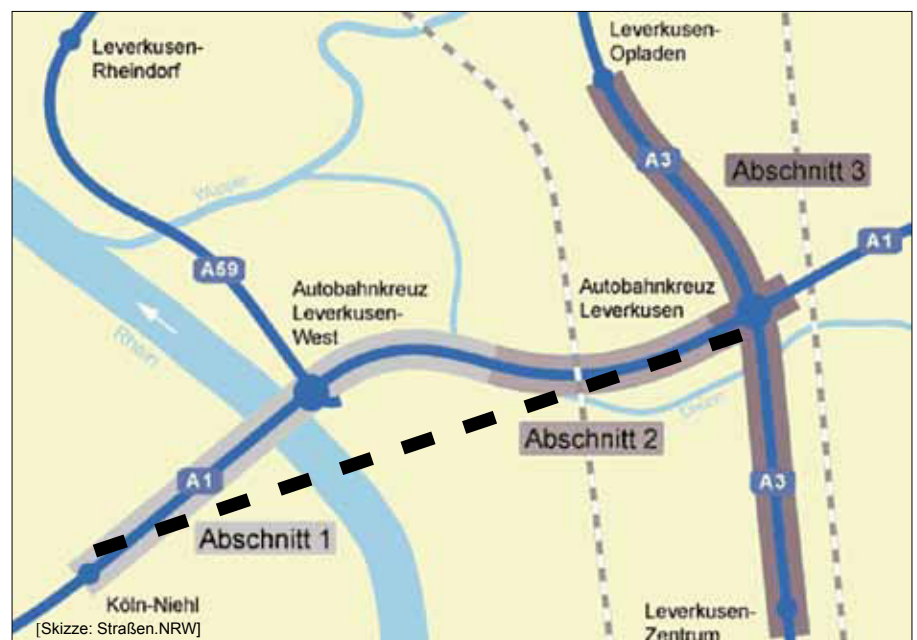 Leverkusen-
Rheindorf
Leverkusen-
Opladen
A3
Abschnitt 3
Wupper
A1
A59
Autobahnkreuz
Leverkusen-
West
Autobahnkreuz
Leverkusen
Rhein
Dhünn
Abschnitt 2
A1
A3
Abschnitt 1
Köln-Niehl
[Skizze: Straßen.NRW]
Leverkusen-
Zentrum